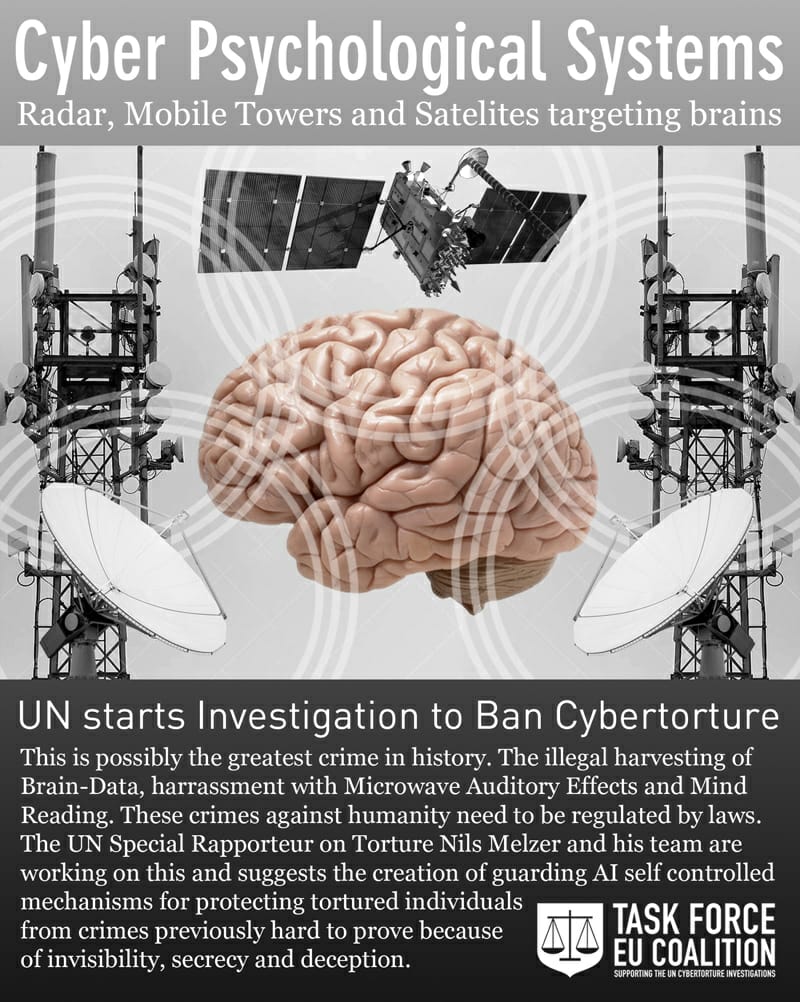 Cyber Psychological Systems
Radar, Mobile Towers and Satelites targeting brains
UN starts Investigation to Ban Cybertorture
This is possibly the greatest crime in history. The illegal harvesting of
Brain-Data, harrassment with Microwave Auditory Effects and Mind
Reading. These crimes against humanity need to be regulated by laws.
The UN Special Rapporteur on Torture Nils Melzer and his team are
working on this and suggests the creation of guarding AI self controlled
mechanisms for protecting tortured individuals
from crimes previously hard to prove because
of invisibility, secrecy and deception.
TASK FORCE
EU COALITION
SUPPORTING THE UN CYBERTORTURE INVESTIGATIONS